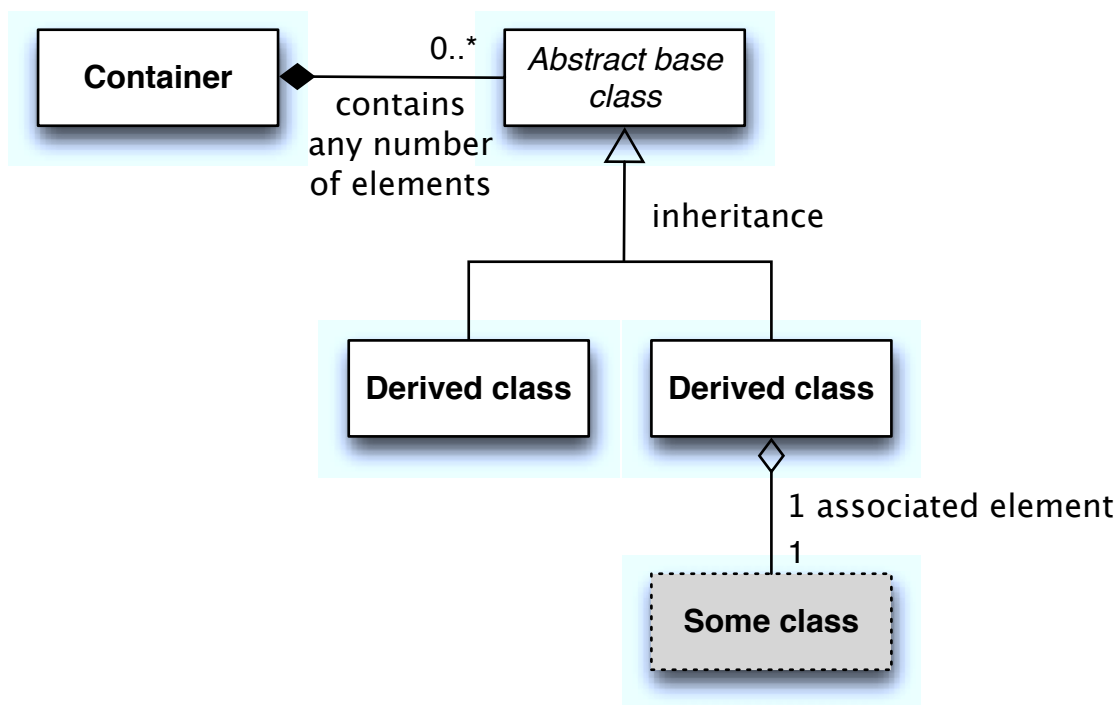 Container
0..*
Abstract base
class
contains
any number
of elements
inheritance
Derived class
Derived class
1 associated element
1
Some class